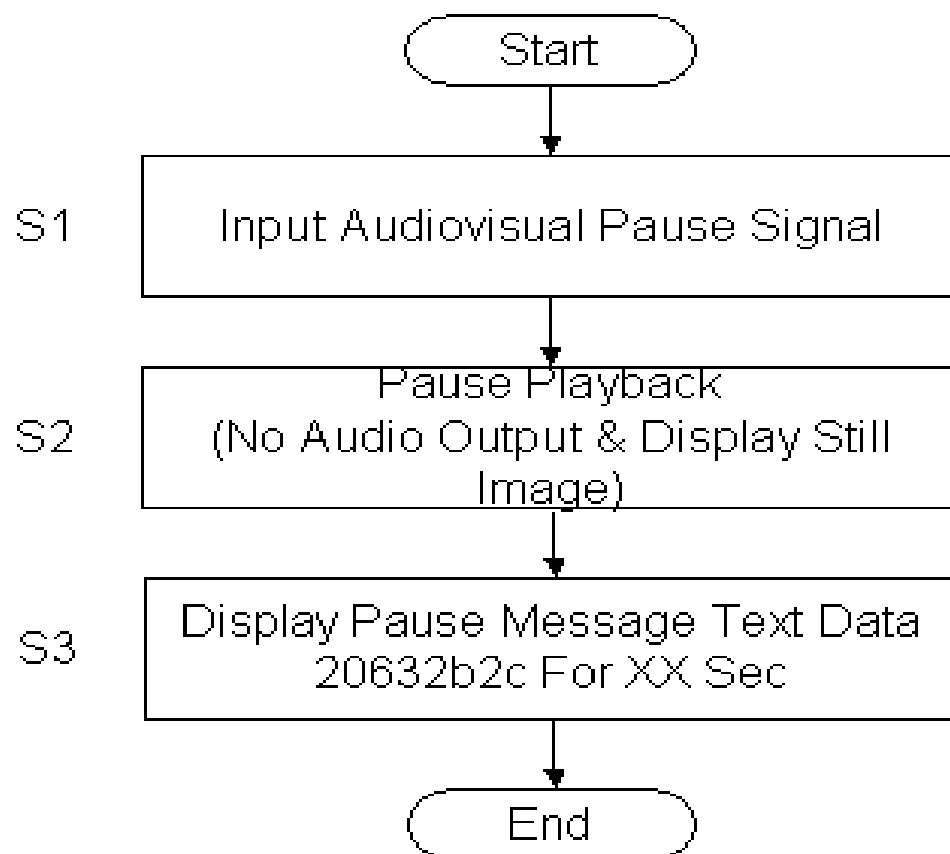 Start
S1
Input Audiovisual Pause Signal
S2
Pause Playback
(No Audio Output & Display Still
Image)
S3
Display Pause Message Text Data
20632b2c For XX Sec
End